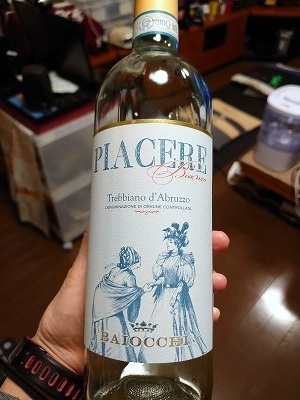 PIACERE
Bianco
Trebbiano d'Abruzzo
DENOMINAZIONE DI ORIGINE CONTROLLATA
BAIOCCHI